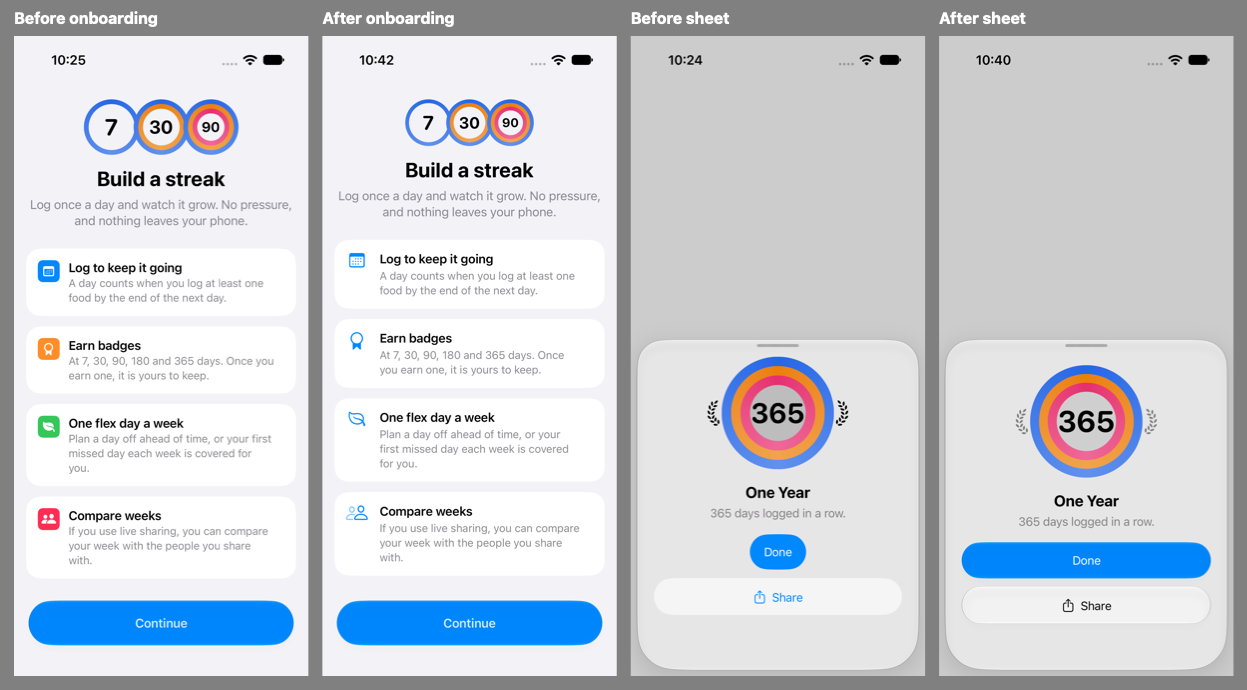 Before onboarding
10:25
7
30
90
Build a streak
Log once a day and watch it grow. No pressure,
and nothing leaves your phone.
Log to keep it going
A day counts when you log at least one
food by the end of the next day.
Earn badges
At 7, 30, 90, 180 and 365 days. Once you
earn one, it is yours to keep.
One flex day a week
Plan a day off ahead of time, or your first
missed day each week is covered for
you.
Compare weeks
If you use live sharing, you can compare
your week with the people you share
with.
Continue
After onboarding
10:42
7
30
90
Build a streak
Log once a day and watch it grow. No pressure,
and nothing leaves your phone.
Log to keep it going
A day counts when you log at least one
food by the end of the next day.
Earn badges
At 7, 30, 90, 180 and 365 days. Once
you earn one, it is yours to keep.
One flex day a week
Plan a day off ahead of time, or your
first missed day each week is covered
for you.
Compare weeks
If you use live sharing, you can compare
your week with the people you share
with.
Continue
Before sheet
10:24
365
One Year
365 days logged in a row.
Done
Share
After sheet
10:40
365
One Year
365 days logged in a row.
Done
Share